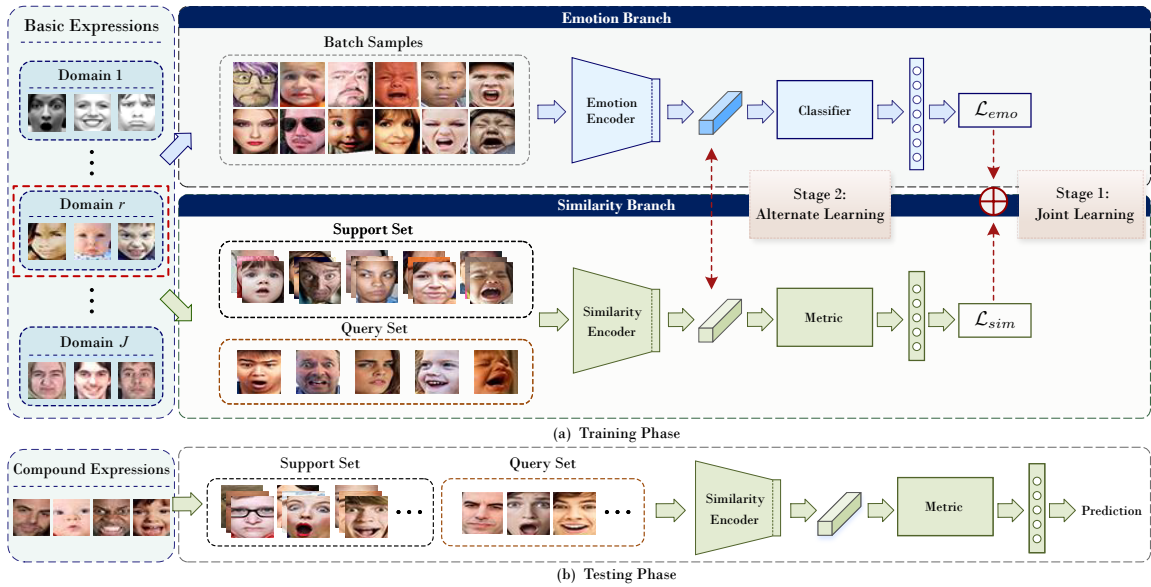 Basic Expressions
Domain 1
Domain r
Domain J
Emotion Branch
Batch Samples
Emotion
Encoder
Classifier
ℒemo
Stage 2:
Alternate Learning
Stage 1:
Joint Learning
Similarity Branch
Support Set
Query Set
Similarity
Encoder
Metric
ℒsim
(a) Training Phase
Compound Expressions
Support Set
Query Set
Similarity
Encoder
Metric
Prediction
(b) Testing Phase